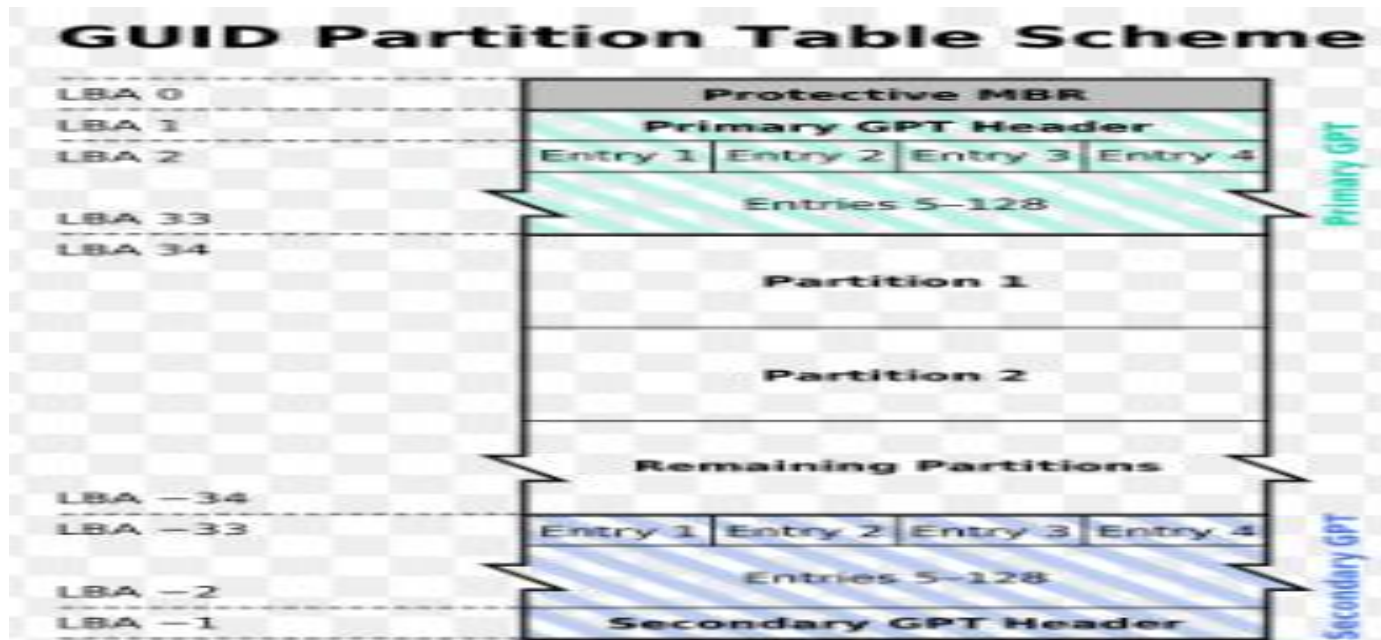 GUID Partition Table Scheme
LBA 0
Protective MBR
LBA 1
Primary GPT Header
LBA 2
Entry 1 Entry 2 Entry 3 Entry 4
Entries 5–128
LBA 33
Primary GPT
LBA 34
Partition 1
Partition 2
Remaining Partitions
LBA −34
LBA −33
Entry 1 Entry 2 Entry 3 Entry 4
Entries 5–128
LBA −2
LBA −1
Secondary GPT Header
Secondary GPT